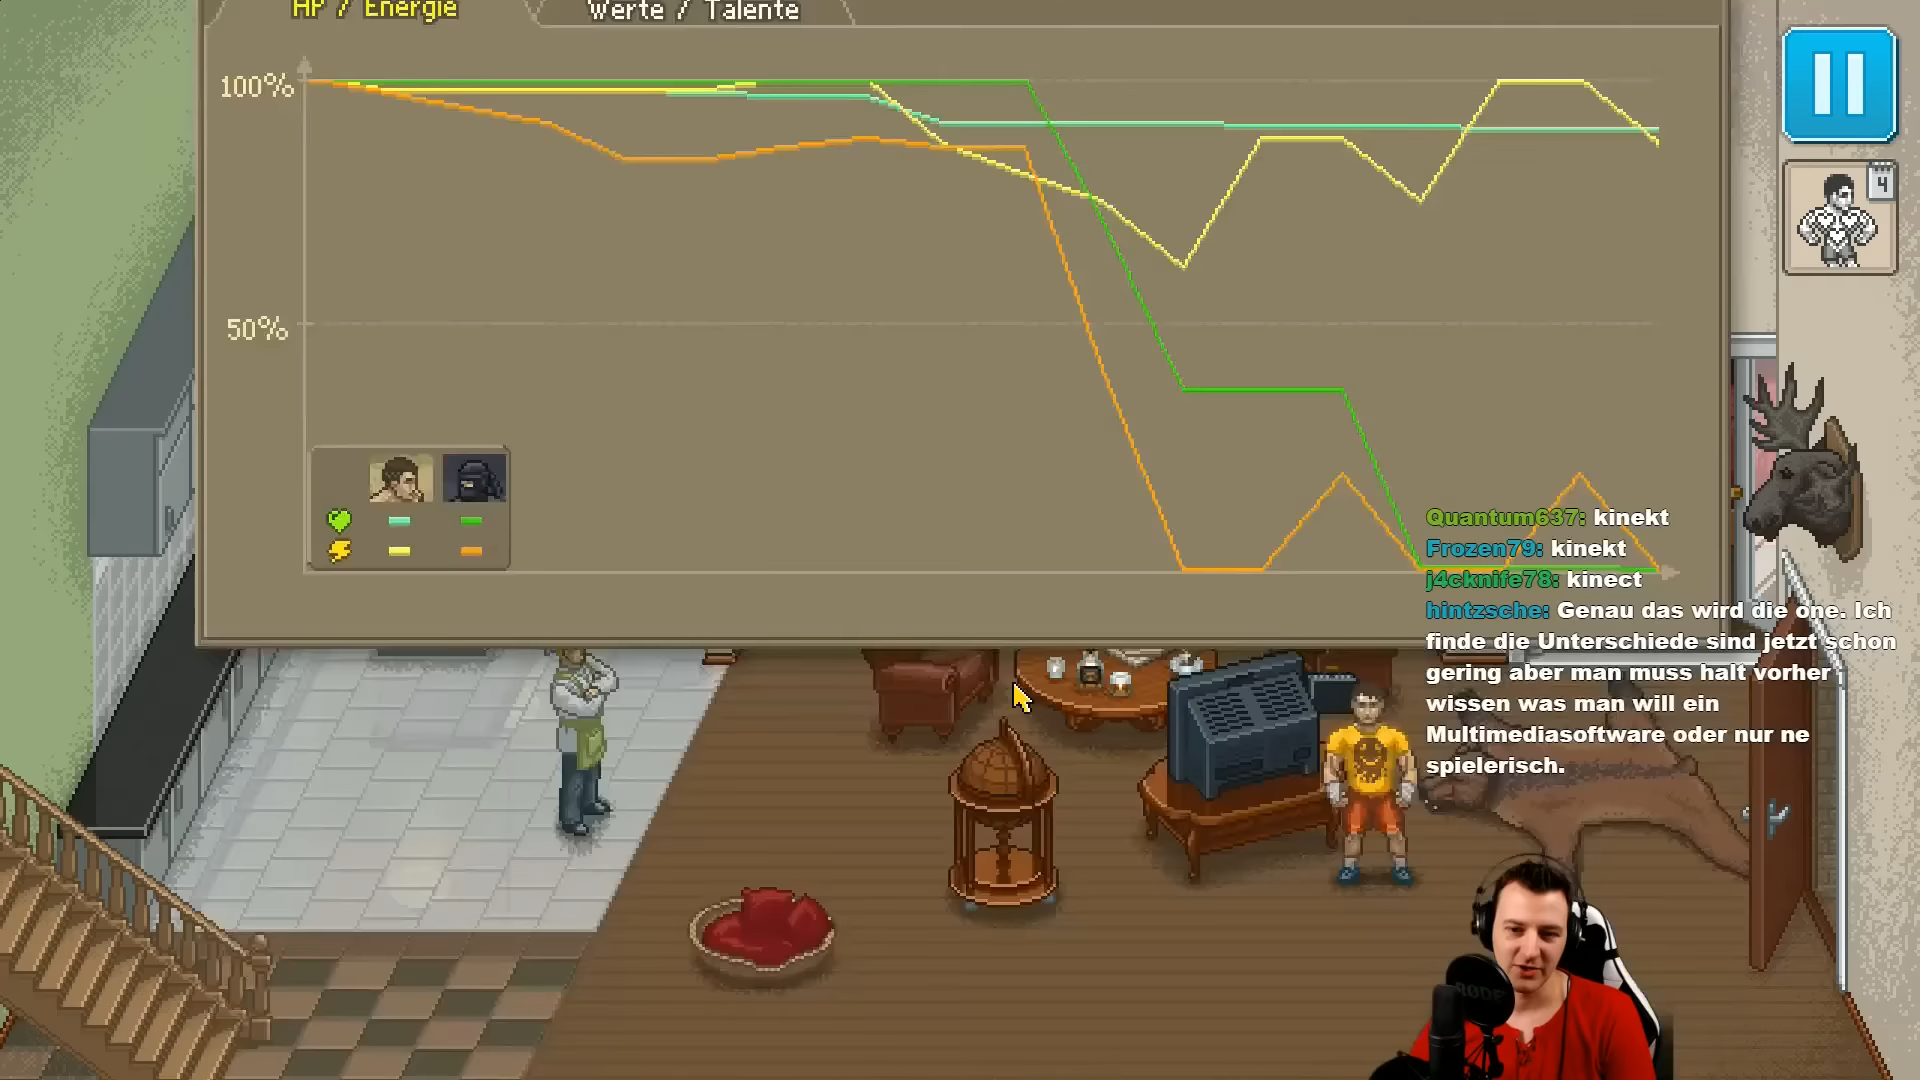 HP / Energie
Werte / Talente
100%
50%
4
Quantum637: kinekt
Frozen79: kinekt
j4cknife78: kinect
hintzsche: Genau das wird die one. Ich
finde die Unterschiede sind jetzt schon
gering aber man muss halt vorher
wissen was man will ein
Multimediasoftware oder nur ne
spielerisch.
RØDE